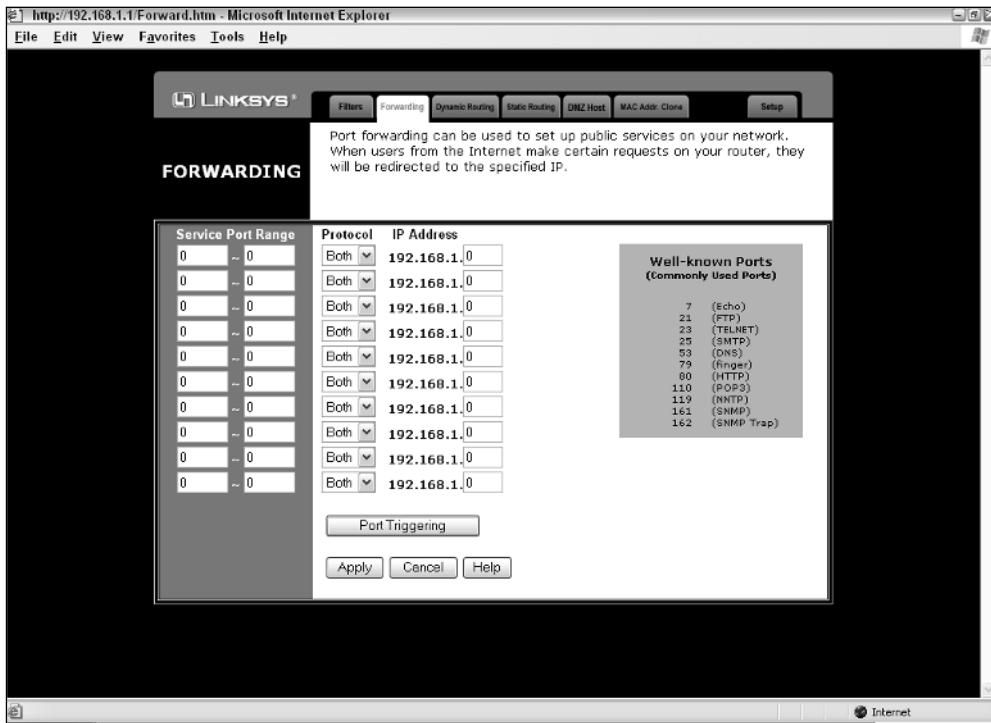 http://192.168.1.1/Forward.htm - Microsoft Internet Explorer
File Edit View Favorites Tools Help
LINKSYS®
Filters Forwarding Dynamic Routing Static Routing DMZ Host MAC Addr. Clone Setup
FORWARDING
Port forwarding can be used to set up public services on your network.
When users from the Internet make certain requests on your router, they
will be redirected to the specified IP.
Service Port Range Protocol IP Address
0 ~ 0 Both 192.168.1.0
0 ~ 0 Both 192.168.1.0
0 ~ 0 Both 192.168.1.0
0 ~ 0 Both 192.168.1.0
0 ~ 0 Both 192.168.1.0
0 ~ 0 Both 192.168.1.0
0 ~ 0 Both 192.168.1.0
0 ~ 0 Both 192.168.1.0
0 ~ 0 Both 192.168.1.0
0 ~ 0 Both 192.168.1.0
Well-known Ports
(Commonly Used Ports)
7 (Echo)
21 (FTP)
23 (TELNET)
25 (SMTP)
53 (DNS)
79 (finger)
80 (HTTP)
110 (POP3)
119 (NNTP)
161 (SNMP)
162 (SNMP Trap)
Port Triggering
Apply Cancel Help
Internet